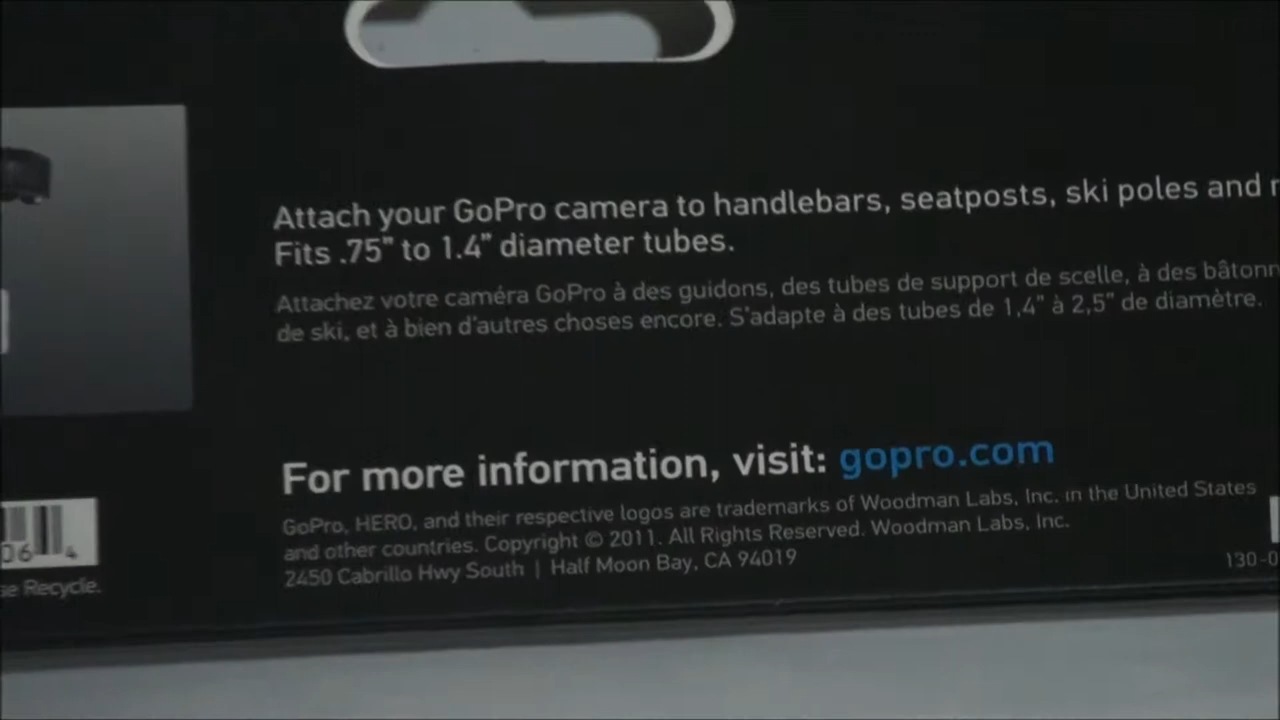 Attach your GoPro camera to handlebars, seatposts, ski poles and
Fits .75" to 1.4" diameter tubes.
Attachez votre caméra GoPro à des guidons, des tubes de support de scelle, à des bâtonn
de ski, et à bien d'autres choses encore. S'adapte à des tubes de 1,4" à 2,5" de diamètre.
For more information, visit: gopro.com
GoPro, HERO, and their respective logos are trademarks of Woodman Labs, Inc. in the United States
and other countries. Copyright © 2011. All Rights Reserved. Woodman Labs, Inc.
2450 Cabrillo Hwy South | Half Moon Bay, CA 94019
06 4
se Recycle.
130-0